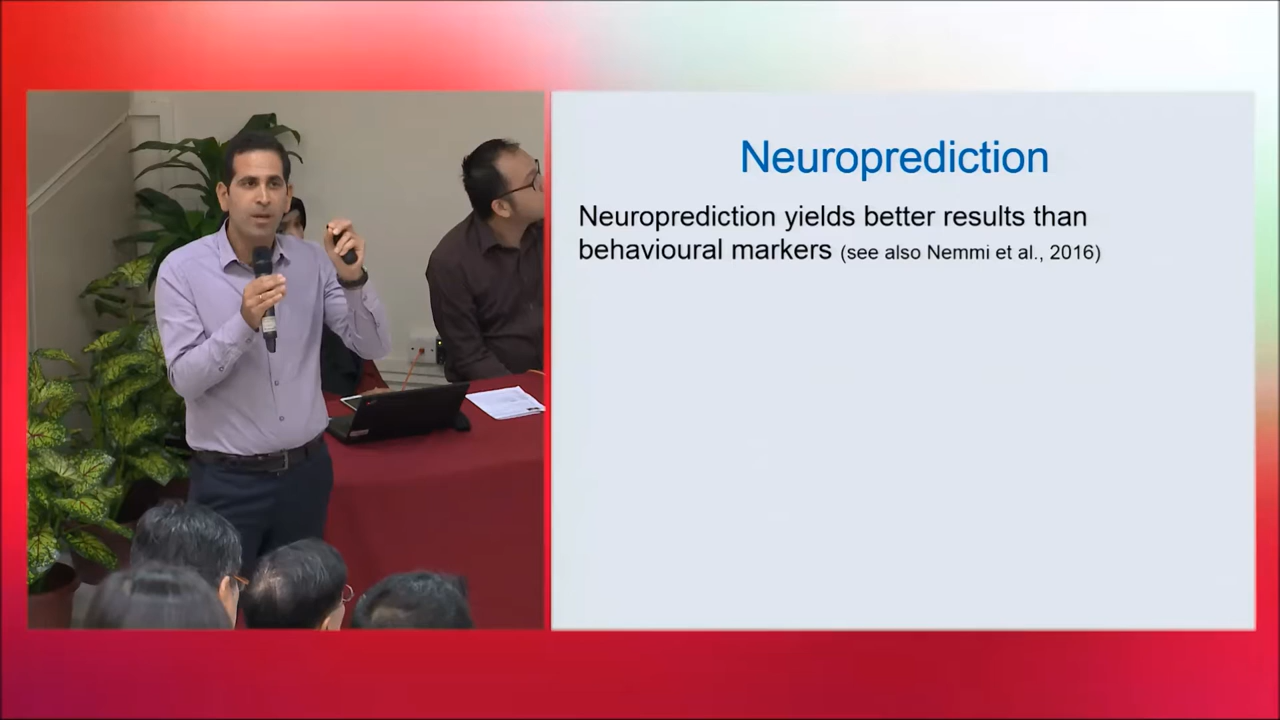 Neuroprediction
Neuroprediction yields better results than
behavioural markers (see also Nemmi et al., 2016)